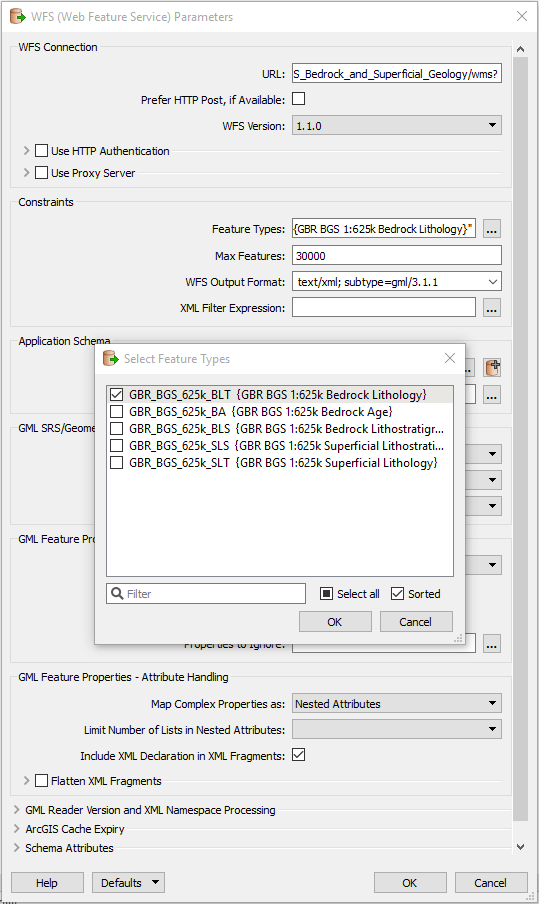 WFS (Web Feature Service) Parameters
WFS Connection
URL: S_Bedrock_and_Superficial_Geology/wms?
Prefer HTTP Post, if Available:
WFS Version: 1.1.0
Use HTTP Authentication
Use Proxy Server
Constraints
Feature Types: {GBR BGS 1:625k Bedrock Lithology}" ...
Max Features: 30000
WFS Output Format: text/xml; subtype=gml/3.1.1
XML Filter Expression: ...
Application Schema
Select Feature Types
GBR_BGS_625k_BLT {GBR BGS 1:625k Bedrock Lithology}
GBR_BGS_625k_BA {GBR BGS 1:625k Bedrock Age}
GBR_BGS_625k_BLS {GBR BGS 1:625k Bedrock Lithostratigr...
GBR_BGS_625k_SLS {GBR BGS 1:625k Superficial Lithostrati...
GBR_BGS_625k_SLT {GBR BGS 1:625k Superficial Lithology}
Filter
Select all
Sorted
OK
Cancel
...
GML SRS/Geome
GML Feature Pro
Properties to Ignore: ...
GML Feature Properties - Attribute Handling
Map Complex Properties as: Nested Attributes
Limit Number of Lists in Nested Attributes:
Include XML Declaration in XML Fragments:
Flatten XML Fragments
GML Reader Version and XML Namespace Processing
ArcGIS Cache Expiry
Schema Attributes
Help
Defaults
OK
Cancel